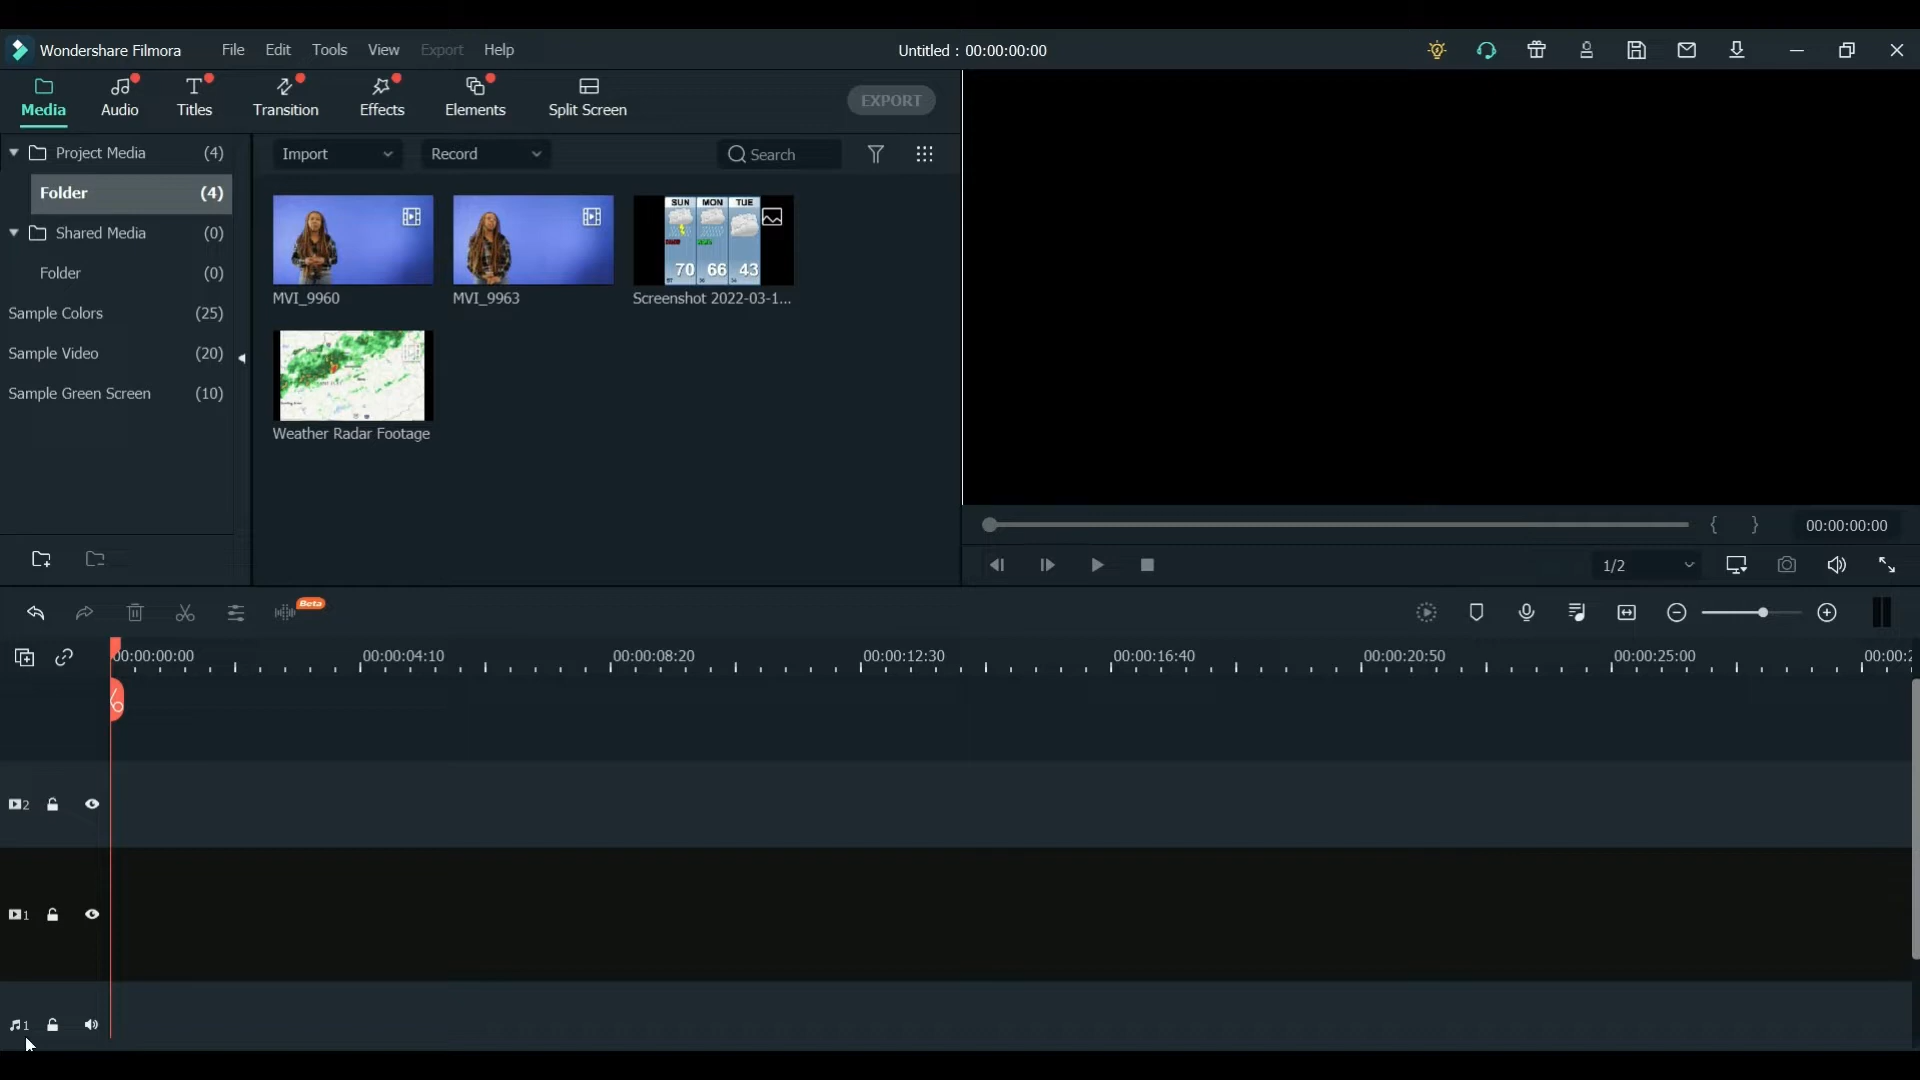 Wondershare Filmora File Edit Tools View Export Help Untitled : 00:00:00:00
Media Audio Titles Transition Effects Elements Split Screen EXPORT
Project Media (4)
Folder (4)
Shared Media (0)
Folder (0)
Sample Colors (25)
Sample Video (20)
Sample Green Screen (10)
Import Record Search
SUN MON TUE
70 66 43
MVI_9960 MVI_9963 Screenshot 2022-03-1...
Weather Radar Footage
00:00:00:00
1/2
Beta
00:00:00:00 00:00:04:10 00:00:08:20 00:00:12:30 00:00:16:40 00:00:20:50 00:00:25:00 00:00:2
2
1
1